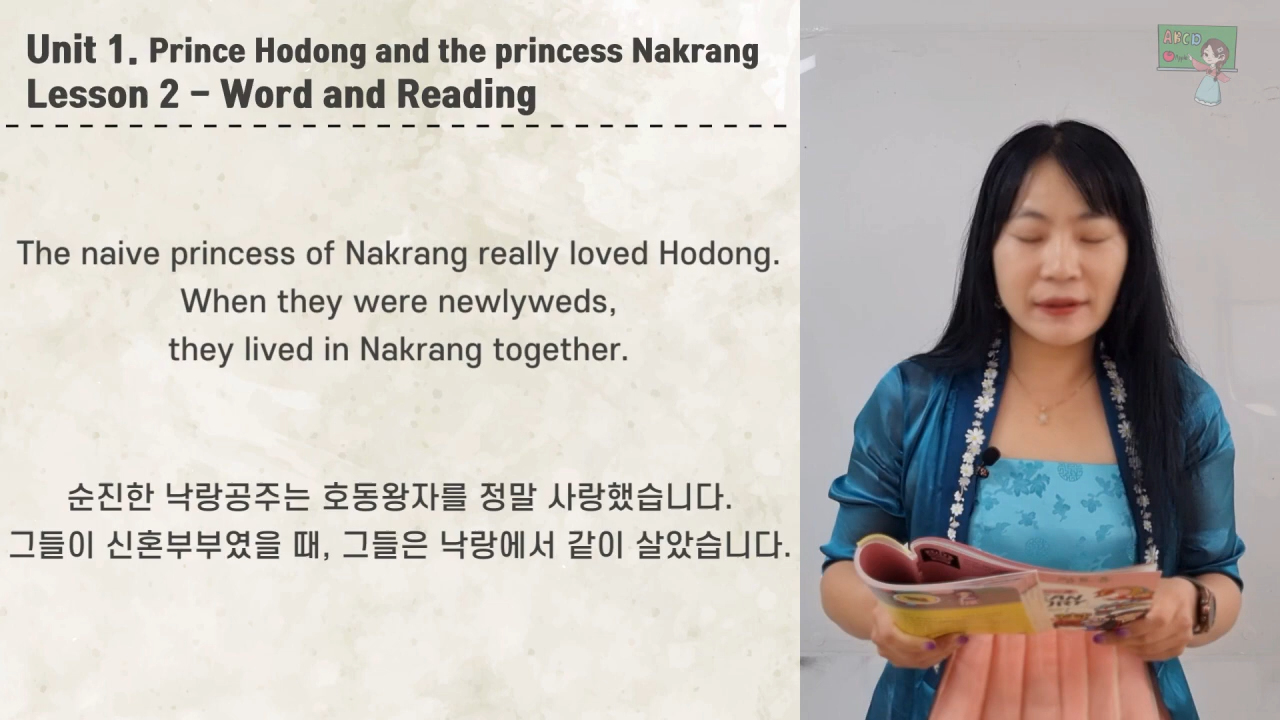 Unit 1. Prince Hodong and the princess Nakrang
Lesson 2 – Word and Reading
The naive princess of Nakrang really loved Hodong.
When they were newlyweds,
they lived in Nakrang together.
순진한 낙랑공주는 호동왕자를 정말 사랑했습니다.
그들이 신혼부부였을 때, 그들은 낙랑에서 같이 살았습니다.
ABCD